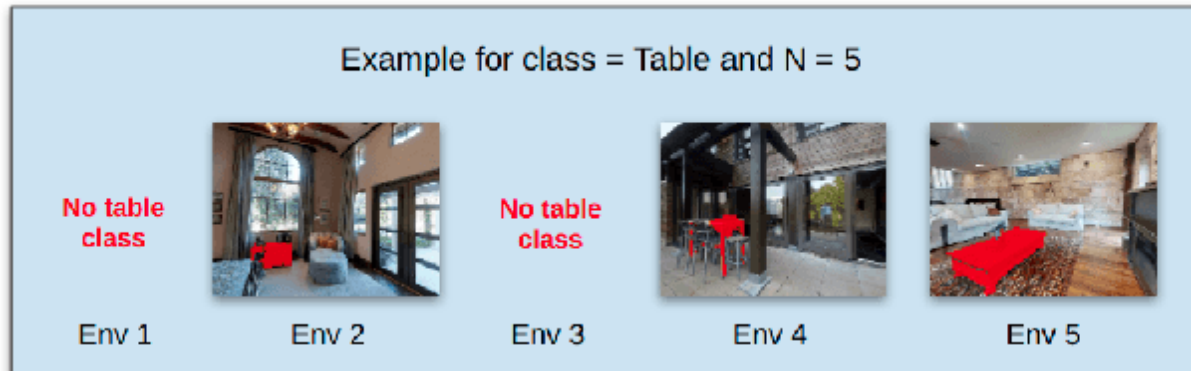 Example for class = Table and N = 5
No table
class
No table
class
Env 1
Env 2
Env 3
Env 4
Env 5